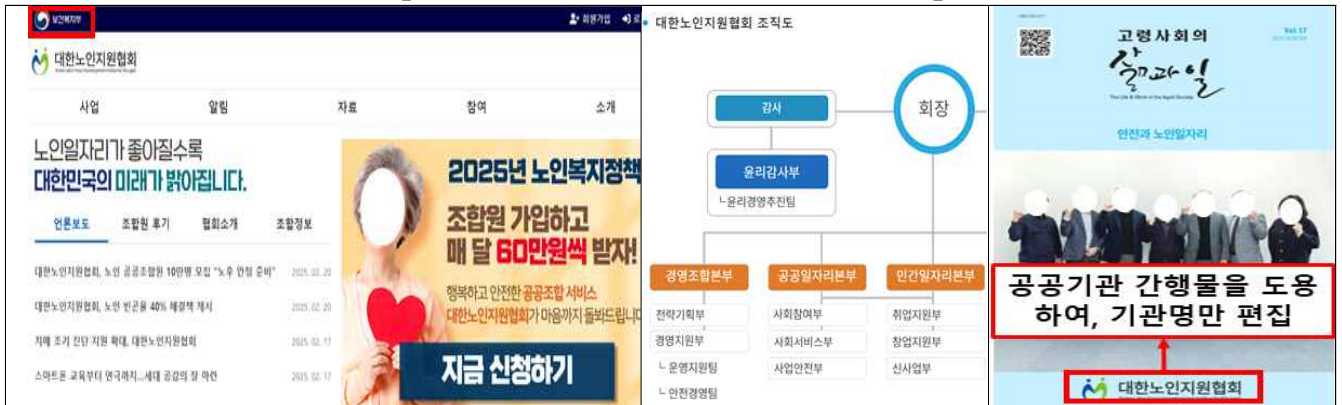 보건복지부
회원가입
대한노인지원협회
사업 알림 자료 참여 소개
노인일자리가 좋아질수록
대한민국의 미래가 밝아집니다.
언론보도 조합원 후기 협회소개 조합정보
대한노인지원협회, 노인 공공조합원 10만명 모집 "노후 안정 준비" 2025. 02. 20
대한노인지원협회, 노인 빈곤율 40% 해결책 제시 2025. 02. 20
치매 조기 진단 지원 확대, 대한노인지원협회 2025. 02. 17
스마트폰 교육부터 연극까지...세대 공감의 장 마련 2025. 02. 17
2025년 노인복지정책
조합원 가입하고
매 달 60만원씩 받자!
행복하고 안전한 공공조합 서비스
대한노인지원협회가 마음까지 돌봐드립니다
지금 신청하기
• 대한노인지원협회 조직도
회장
감사
윤리감사부
└윤리경영추진팀
경영조합본부 공공일자리본부 민간일자리본부
전략기획부 사회참여부 취업지원부
경영지원부 사회서비스부 창업지원부
└ 운영지원팀 사업안전부 신사업부
└ 안전경영팀
고령사회의
삶과일
The Life & Work in the Aged Society
Vol.17
안전과 노인일자리
공공기관 간행물을 도용
하여, 기관명만 편집
대한노인지원협회